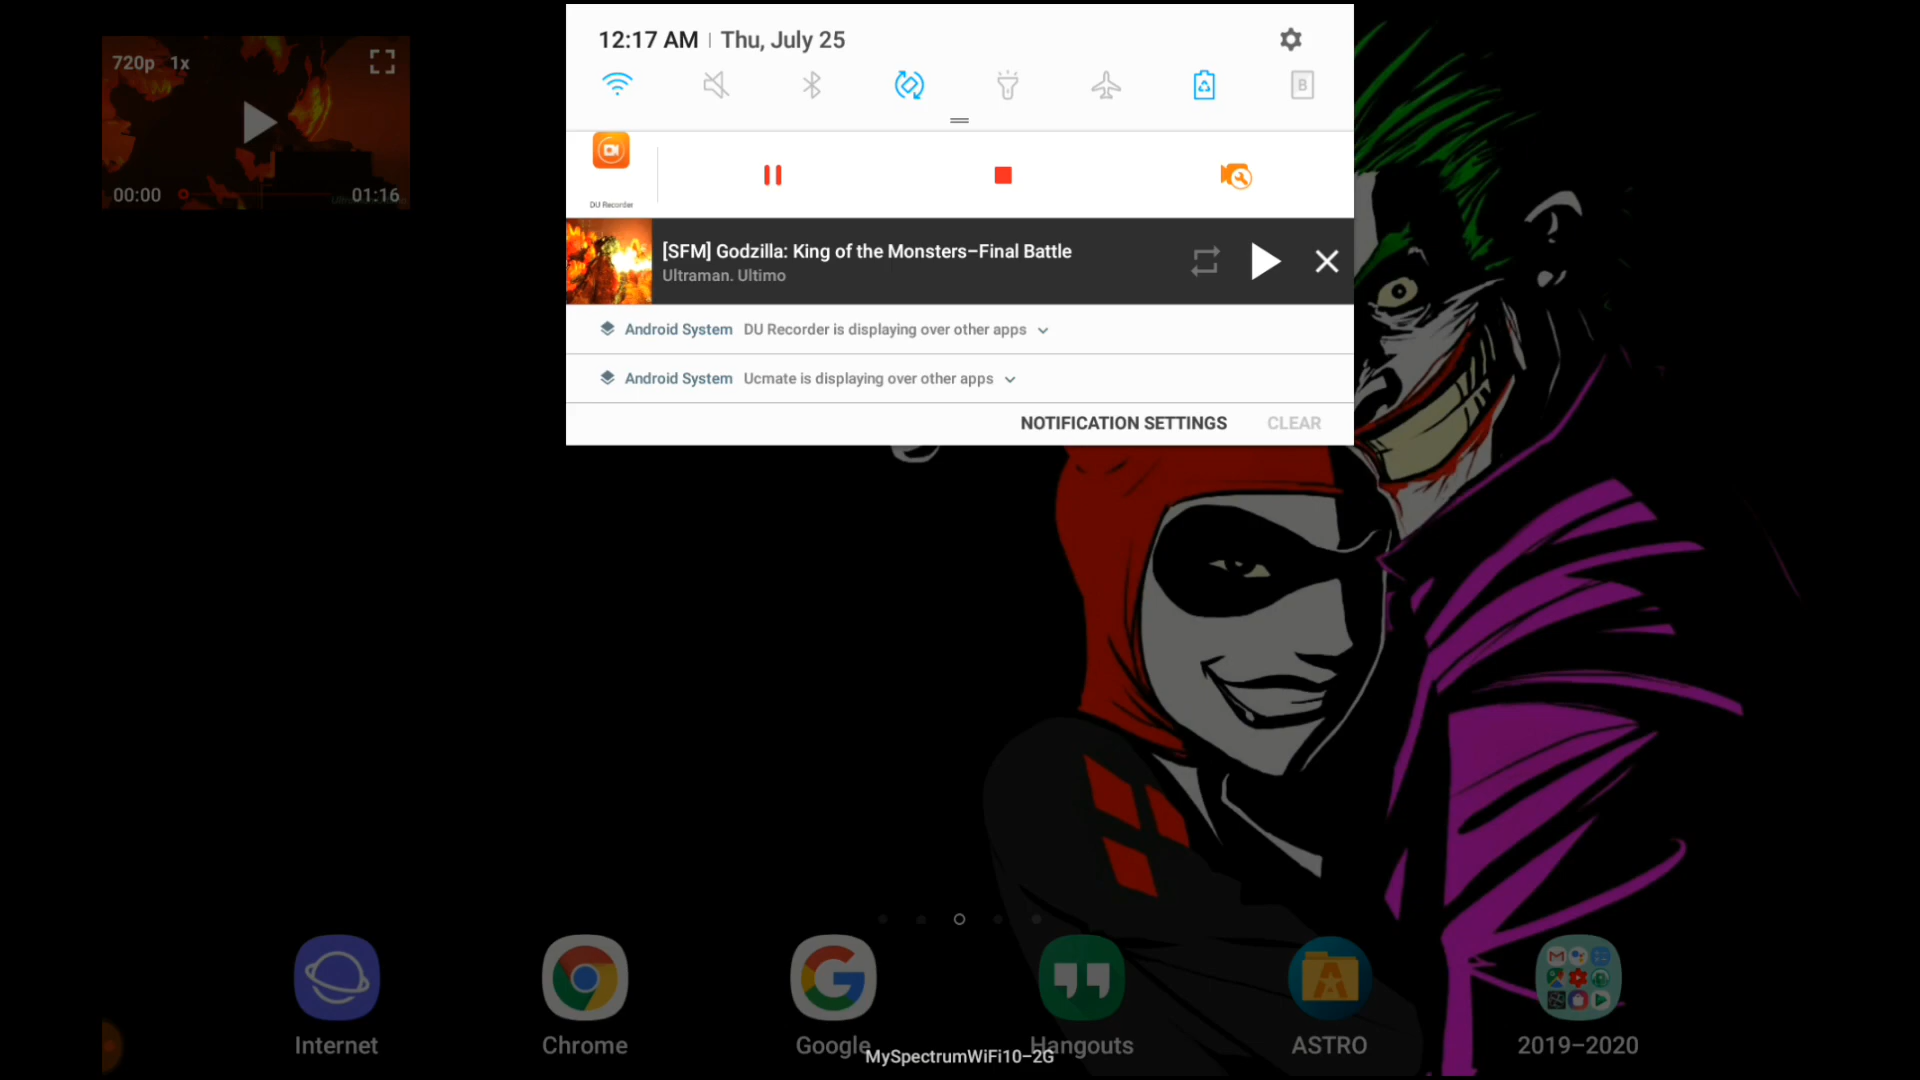 12:17 AM | Thu, July 25
720p 1x
00:00 01:16
B
DU Recorder
[SFM] Godzilla: King of the Monsters–Final Battle
Ultraman. Ultimo
Android System DU Recorder is displaying over other apps
Android System Ucmate is displaying over other apps
NOTIFICATION SETTINGS CLEAR
Internet Chrome Google Hangouts ASTRO 2019–2020
MySpectrumWiFi10–2G